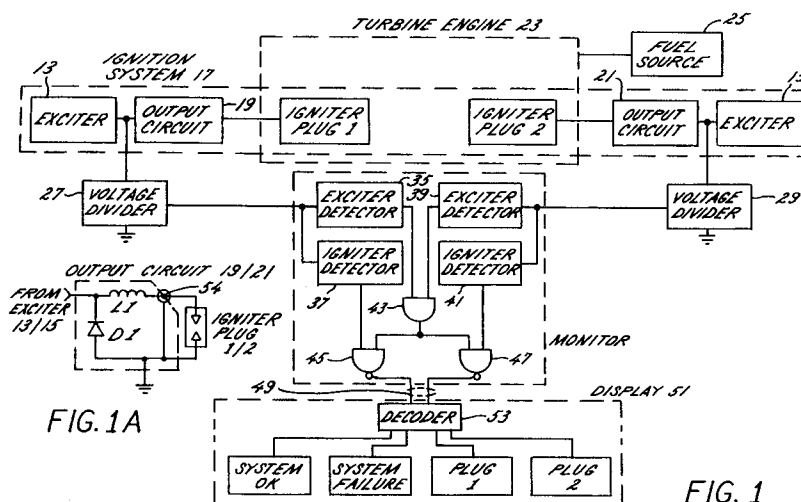 TURBINE ENGINE 23
25
FUEL SOURCE
IGNITION SYSTEM 17
13
EXCITER
OUTPUT CIRCUIT
19
IGNITER PLUG 1
IGNITER PLUG 2
21
OUTPUT CIRCUIT
EXCITER
27
VOLTAGE DIVIDER
35
EXCITER DETECTOR
39
EXCITER DETECTOR
VOLTAGE DIVIDER
29
IGNITER DETECTOR
37
IGNITER DETECTOR
41
43
45
47
MONITOR
OUTPUT CIRCUIT 19/21
54
FROM EXCITER 13/15
L1
D1
IGNITER PLUG 1/2
FIG. 1A
49
DISPLAY 51
DECODER
53
SYSTEM OK
SYSTEM FAILURE
PLUG 1
PLUG 2
FIG. 1